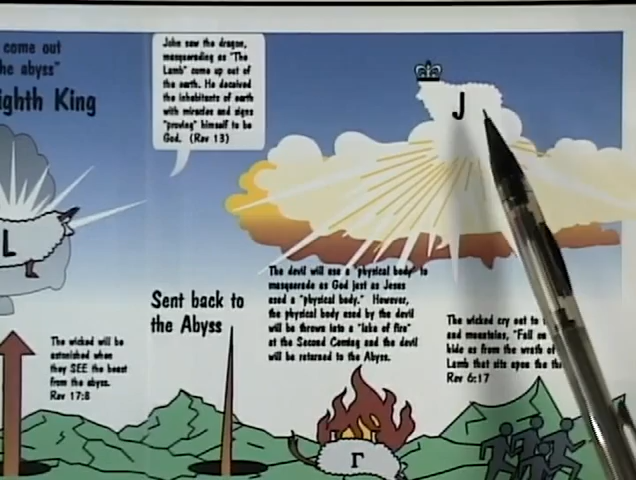 come out
he abyss"
ighth King
John saw the dragon,
masquerading as "The
Lamb" come up out of
the earth. He deceived
the inhabitants of earth
with miracles and signs
"proving" himself to be
God. (Rev 13)
J
L
The devil will use a "physical body" to
masquerade as God just as Jesus
used a "physical body." However,
the physical body used by the devil
will be thrown into a "lake of fire"
at the Second Coming and the devil
will be returned to the Abyss.
Sent back to
the Abyss
The wicked will be
astonished when
they SEE the beast
from the abyss.
Rev 17:8
The wicked cry out to
and mountains, "Fall on
hide us from the wrath of
Lamb that sits upon the th
Rev 6:17